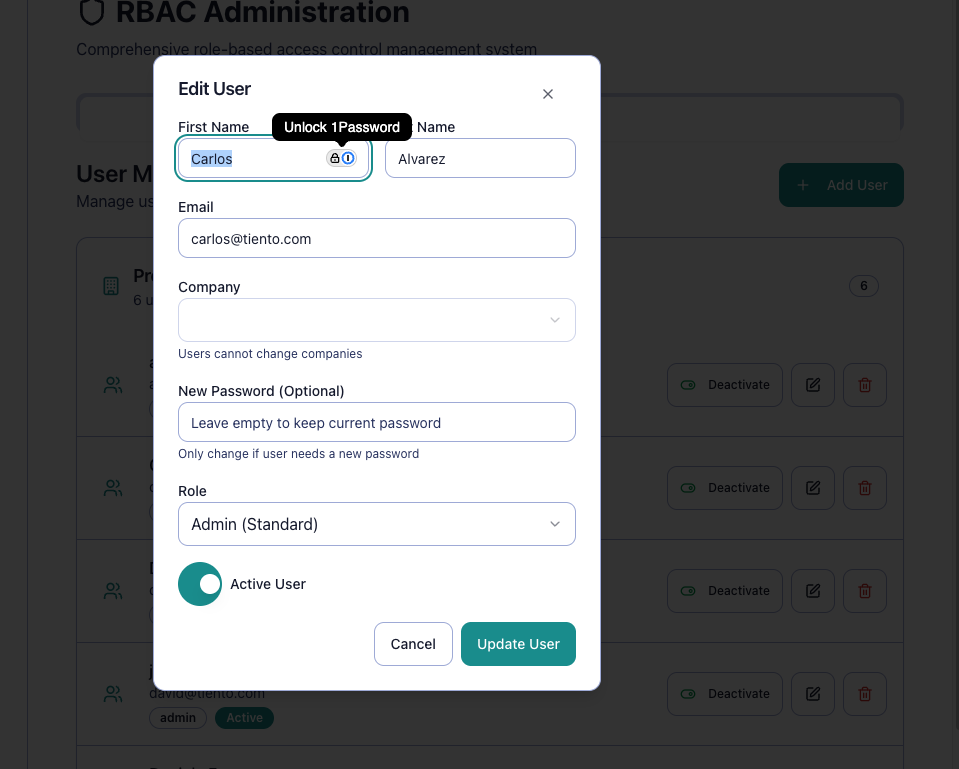 RBAC Administration
Comprehensive role-based access control management system
Edit User
First Name
Unlock 1Password
Name
Carlos
Alvarez
User M
Manage us
Add User
Email
carlos@tiento.com
6 u
6
Company
Users cannot change companies
Deactivate
New Password (Optional)
Leave empty to keep current password
Only change if user needs a new password
Role
Deactivate
Admin (Standard)
Active User
Deactivate
Cancel
Update User
david@tiento.com
Deactivate
admin
Active